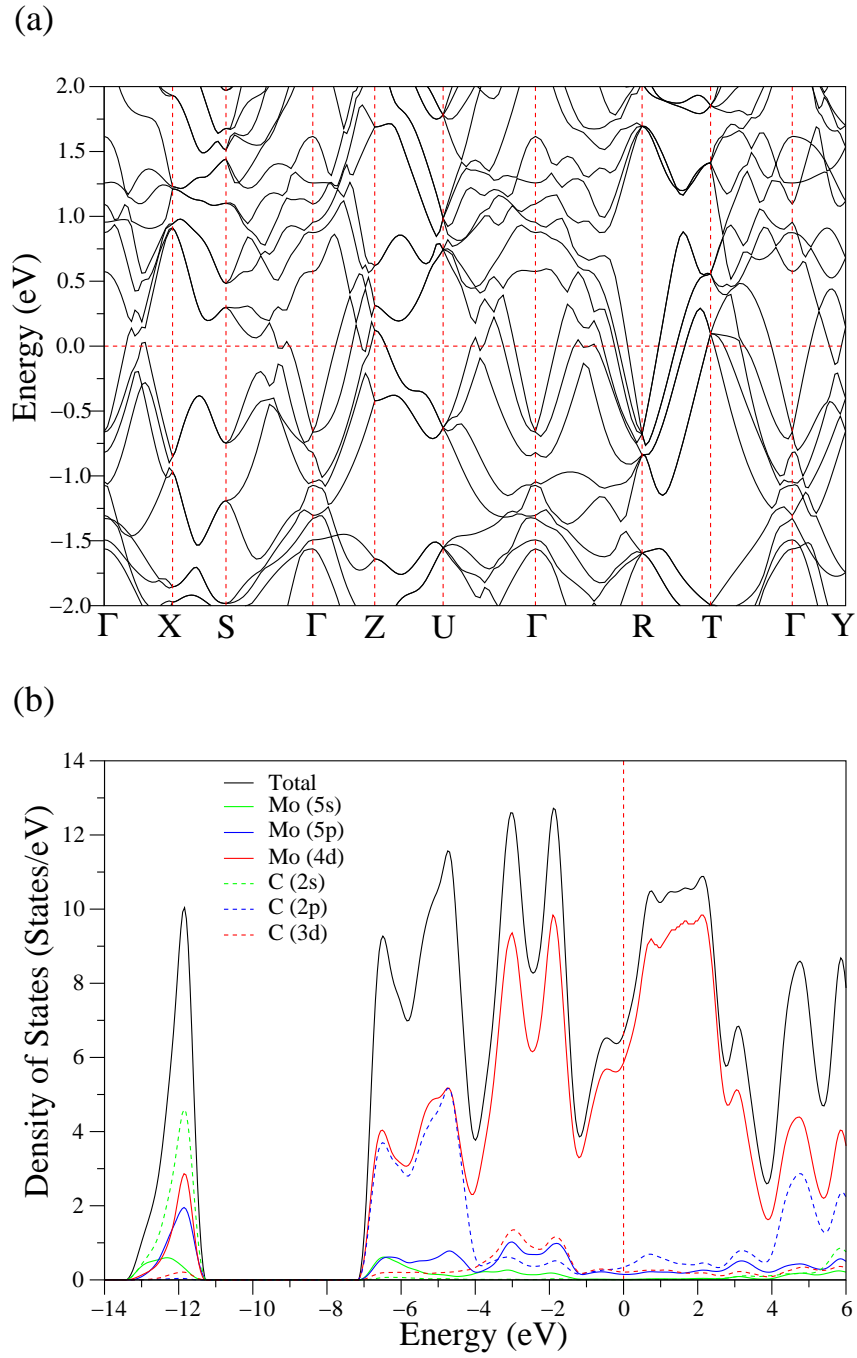 (a)
2.0
1.5
1.0
0.5
0.0
−0.5
−1.0
−1.5
−2.0
Energy (eV)
Γ X S Γ Z U Γ R T Γ Y
(b)
14
12
10
8
6
4
2
0
Density of States (States/eV)
Total
Mo (5s)
Mo (5p)
Mo (4d)
C (2s)
C (2p)
C (3d)
−14 −12 −10 −8 −6 −4 −2 0 2 4 6
Energy (eV)